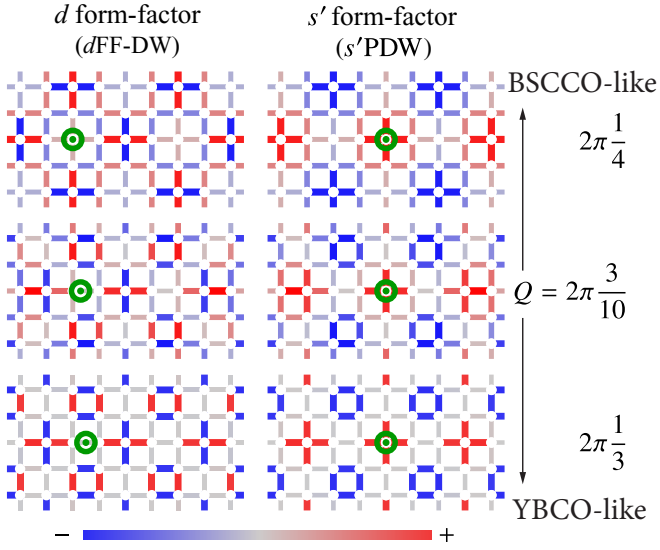 d form-factor
(dFF-DW)
s′ form-factor
(s′PDW)
BSCCO-like
2π 1/4
Q = 2π 3/10
2π 1/3
YBCO-like
− +